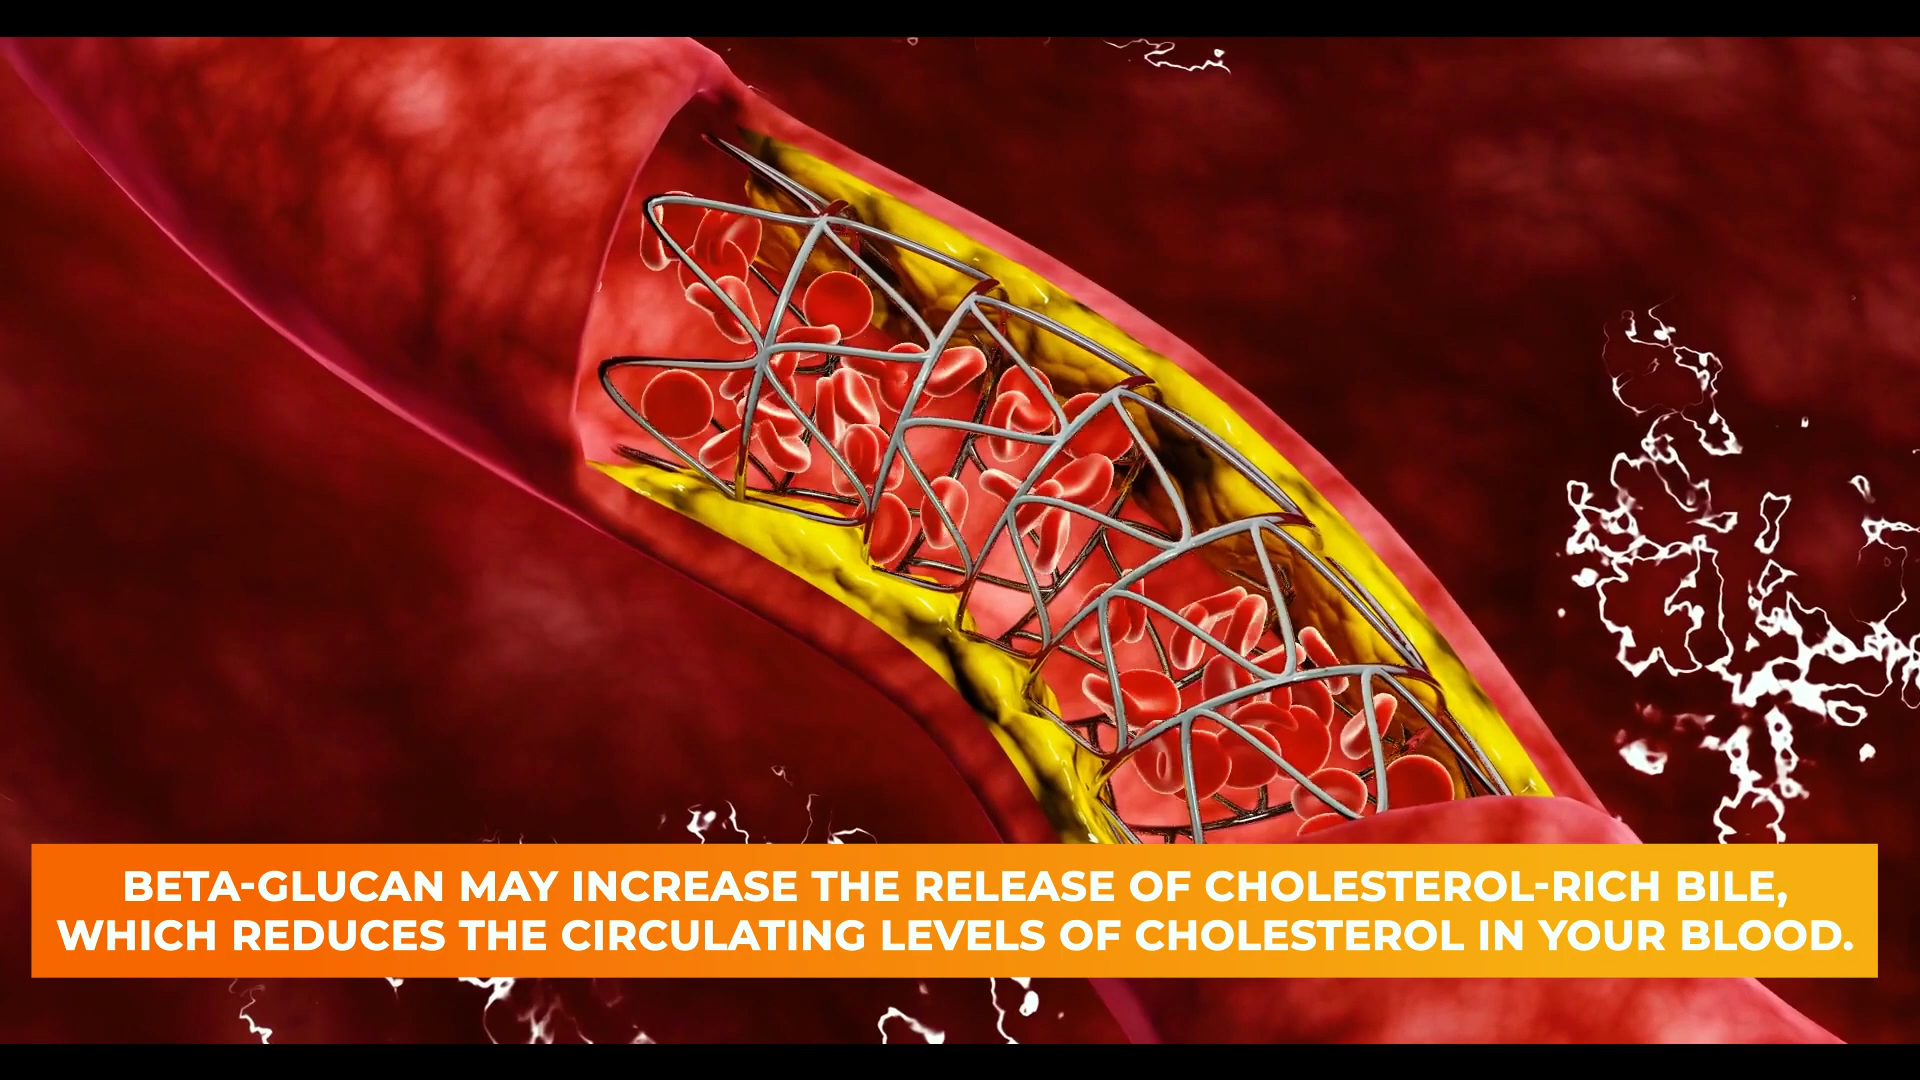 BETA-GLUCAN MAY INCREASE THE RELEASE OF CHOLESTEROL-RICH BILE,
WHICH REDUCES THE CIRCULATING LEVELS OF CHOLESTEROL IN YOUR BLOOD.